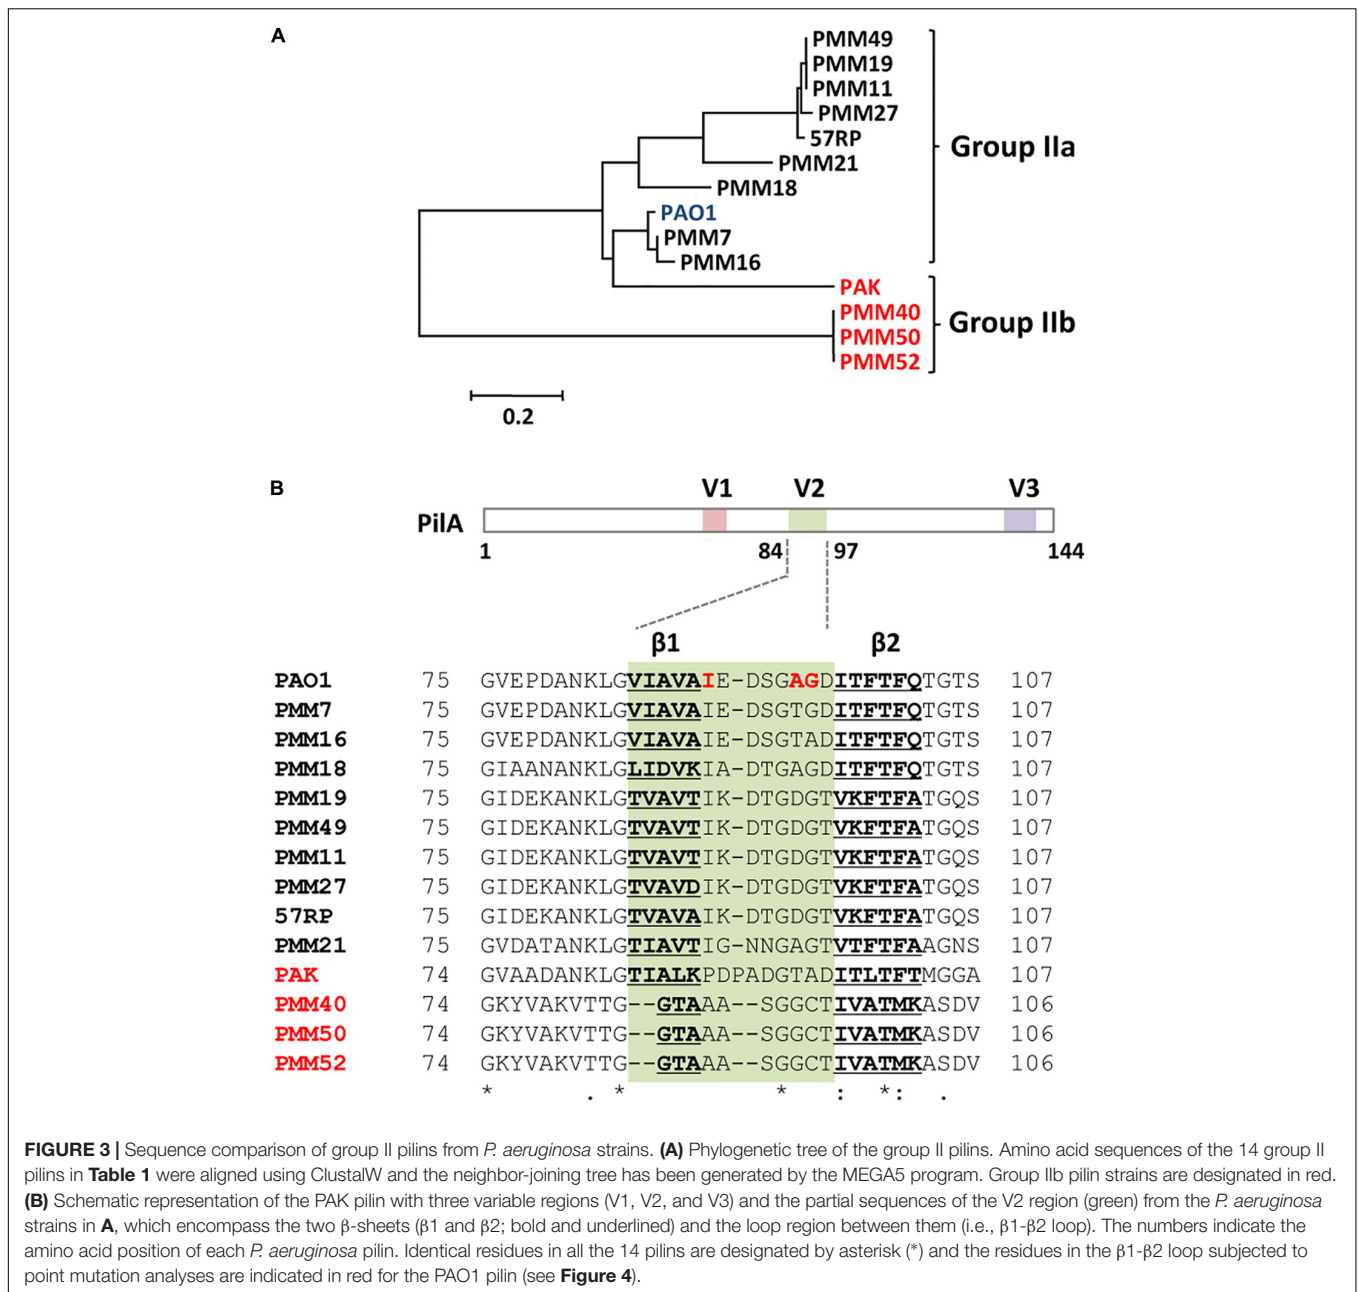 A
PMM49
PMM19
PMM11
PMM27
57RP
PMM21
PMM18
PAO1
PMM7
PMM16
PAK
PMM40
PMM50
PMM52
Group IIa
Group IIb
0.2
B
V1 V2 V3
PilA
1 84 97 144
β1 β2
PAO1 75 GVEPDANKLGVIAVAIE-DSGAGDITFTFQTGTS 107
PMM7 75 GVEPDANKLGVIAVAIE-DSGTGDITFTFQTGTS 107
PMM16 75 GVEPDANKLGVIAVAIE-DSGTADITFTFQTGTS 107
PMM18 75 GIAANANKLGLIDVKIA-DTGAGDITFTFQTGTS 107
PMM19 75 GIDEKANKLGTVAVTIK-DTGDGTVKFTFATGQS 107
PMM49 75 GIDEKANKLGTVAVTIK-DTGDGTVKFTFATGQS 107
PMM11 75 GIDEKANKLGTVAVTIK-DTGDGTVKFTFATGQS 107
PMM27 75 GIDEKANKLGTVAVDIK-DTGDGTVKFTFATGQS 107
57RP 75 GIDEKANKLGTVAVAIK-DTGDGTVKFTFATGQS 107
PMM21 75 GVDATANKLGTIAVTIG-NNGAGTVTFTFAAGNS 107
PAK 74 GVAADANKLGTIALKPDPADGTADITLTFTMGGA 107
PMM40 74 GKYVAKVTTG--GTAAA--SGGCTIVATMKASDV 106
PMM50 74 GKYVAKVTTG--GTAAA--SGGCTIVATMKASDV 106
PMM52 74 GKYVAKVTTG--GTAAA--SGGCTIVATMKASDV 106
* . * * : *: .
FIGURE 3 | Sequence comparison of group II pilins from P. aeruginosa strains. (A) Phylogenetic tree of the group II pilins. Amino acid sequences of the 14 group II
pilins in Table 1 were aligned using ClustalW and the neighbor-joining tree has been generated by the MEGA5 program. Group IIb pilin strains are designated in red.
(B) Schematic representation of the PAK pilin with three variable regions (V1, V2, and V3) and the partial sequences of the V2 region (green) from the P. aeruginosa
strains in A, which encompass the two β-sheets (β1 and β2; bold and underlined) and the loop region between them (i.e., β1-β2 loop). The numbers indicate the
amino acid position of each P. aeruginosa pilin. Identical residues in all the 14 pilins are designated by asterisk (*) and the residues in the β1-β2 loop subjected to
point mutation analyses are indicated in red for the PAO1 pilin (see Figure 4).